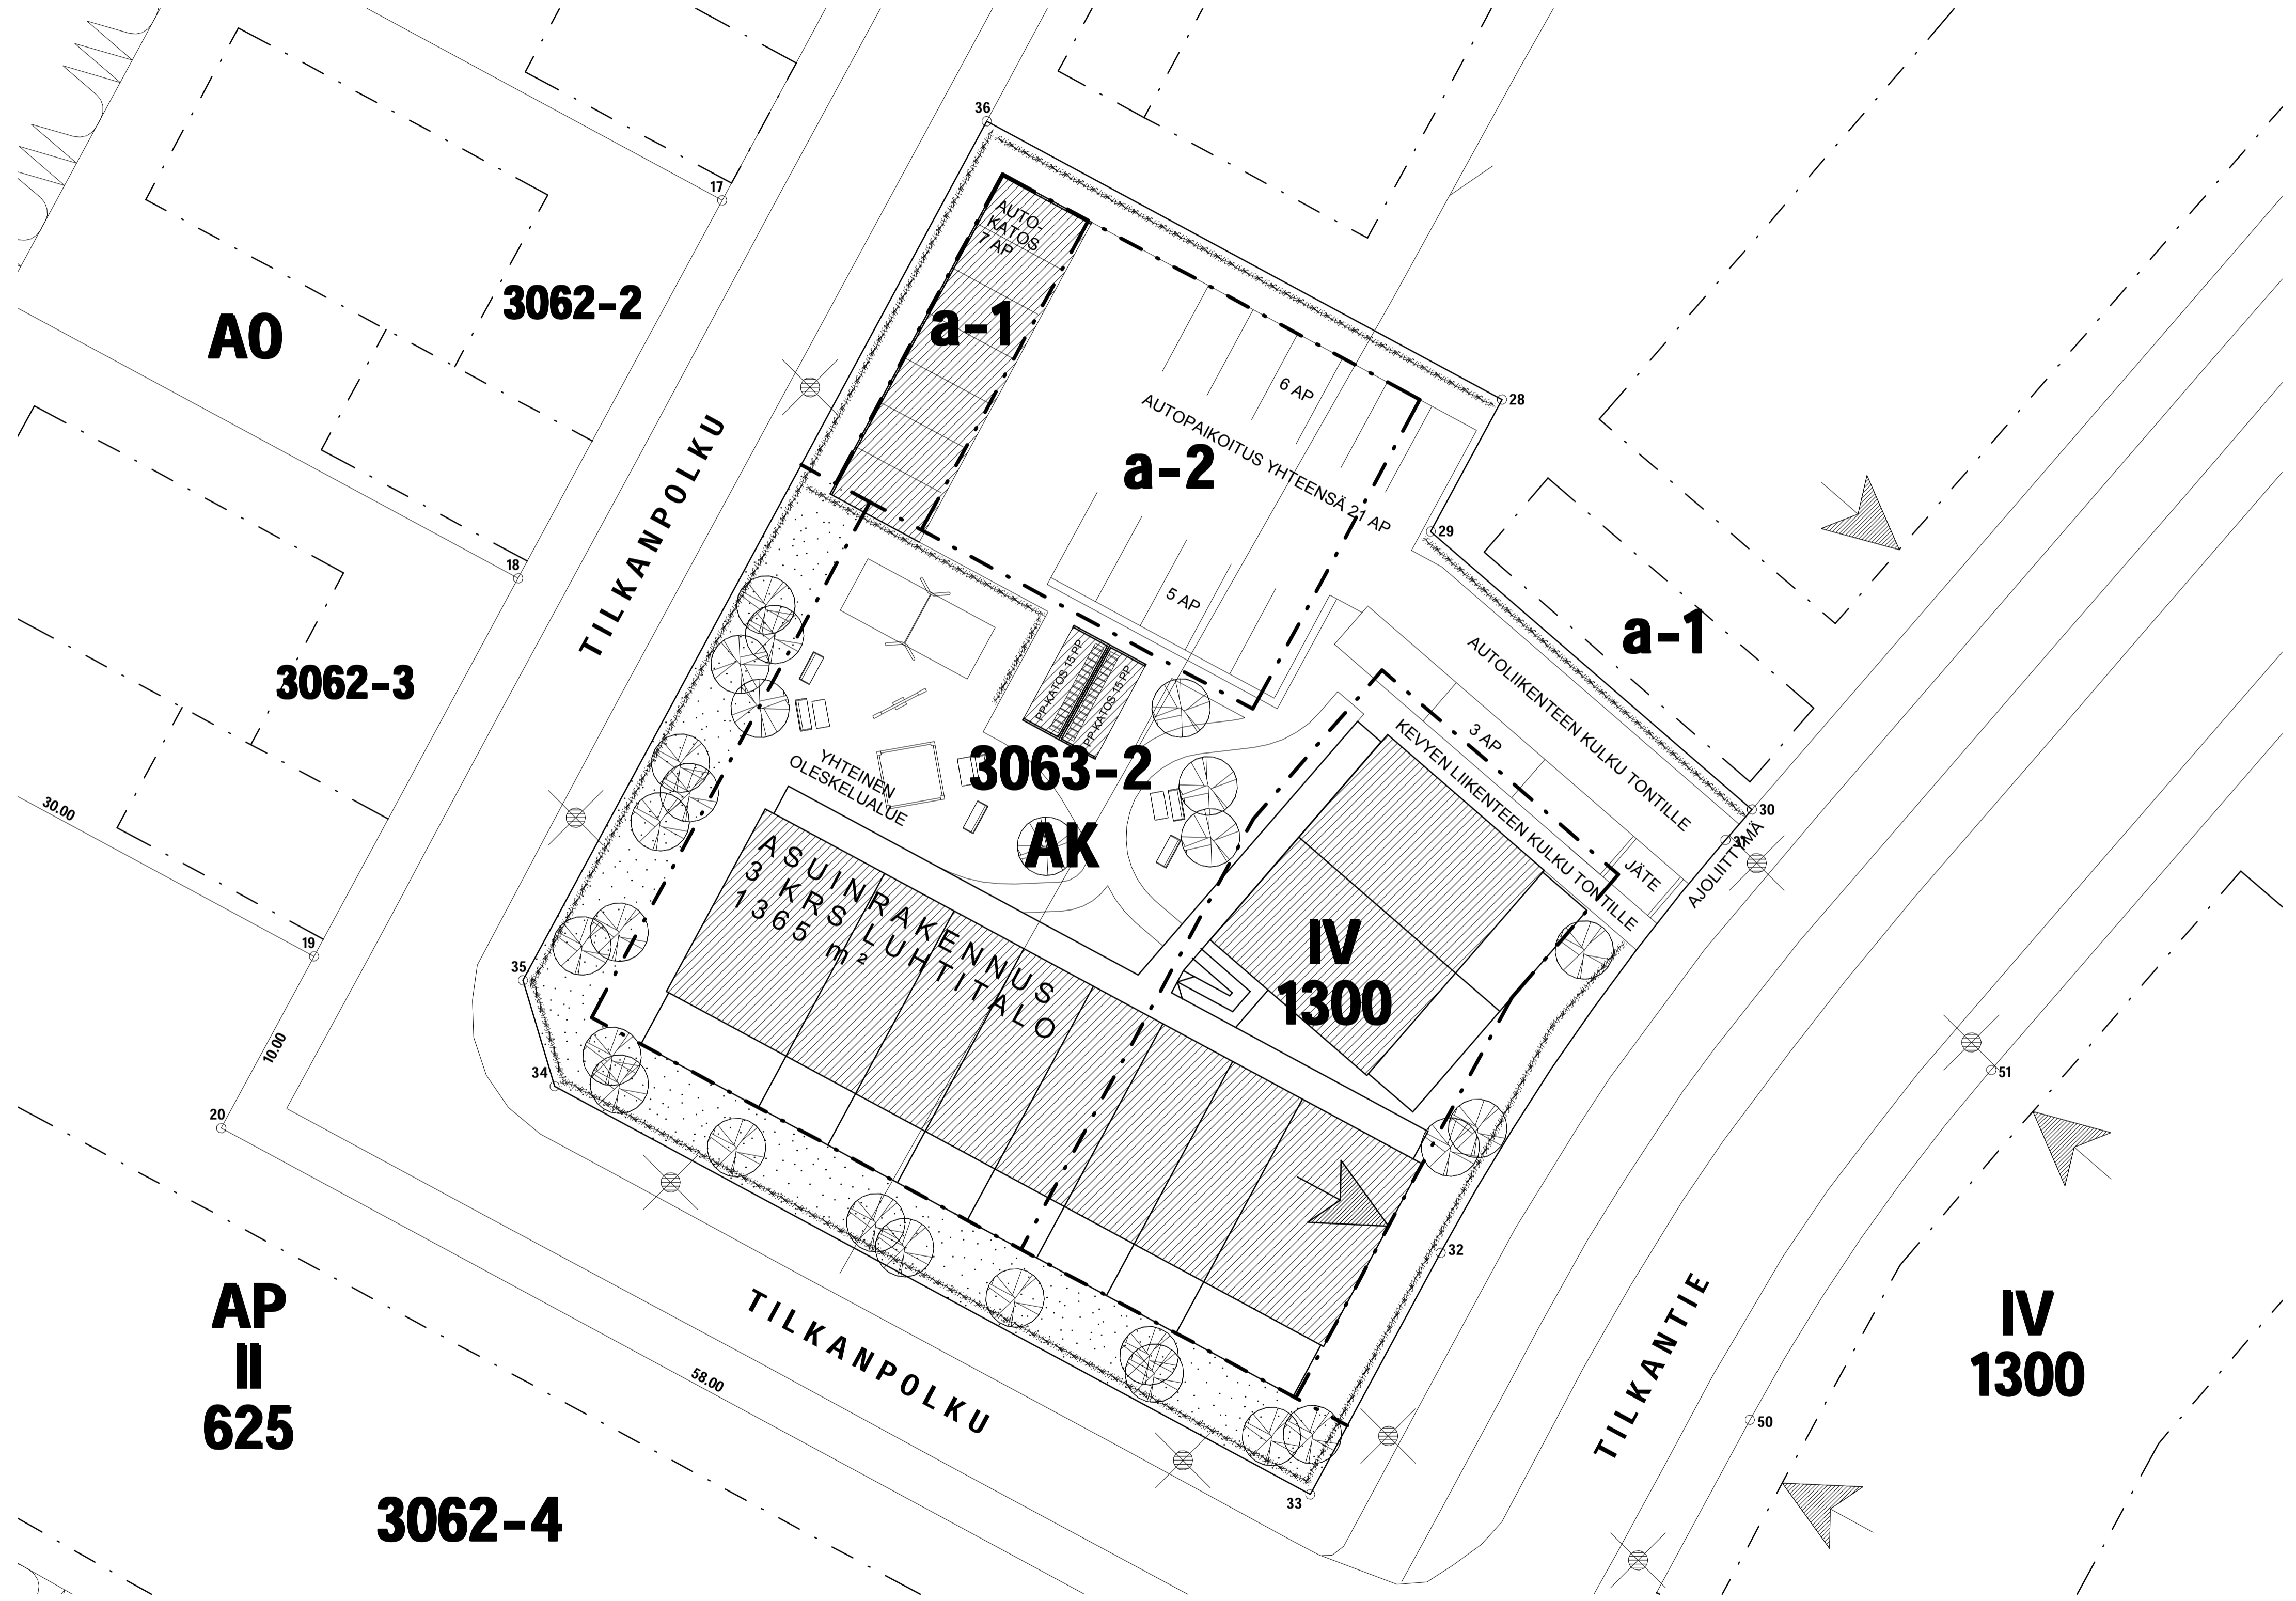 36
17
AUTO-
KATOS
7 AP
3062-2
AO
a-1
6 AP
28
AUTOPAIKOITUS YHTEENSÄ 21 AP
a-2
TILKANPOLKU
29
18
5 AP
a-1
3062-3
AUTOLIIKENTEEN KULKU TONTILLE
PP-KATOS 15 PP
PP-KATOS 15 PP
3 AP
KEVYEN LIIKENTEEN KULKU TONTILLE
3063-2
YHTEINEN
OLESKELUALUE
30.00
30
31
AK
JÄTE
AJOLIITTYMÄ
ASUINRAKENNUS
3 KRS LUHTITALO
1365 m²
19
IV
1300
35
10.00
34
20
51
32
AP
II
625
TILKANPOLKU
58.00
TILKANTIE
IV
1300
50
33
3062-4